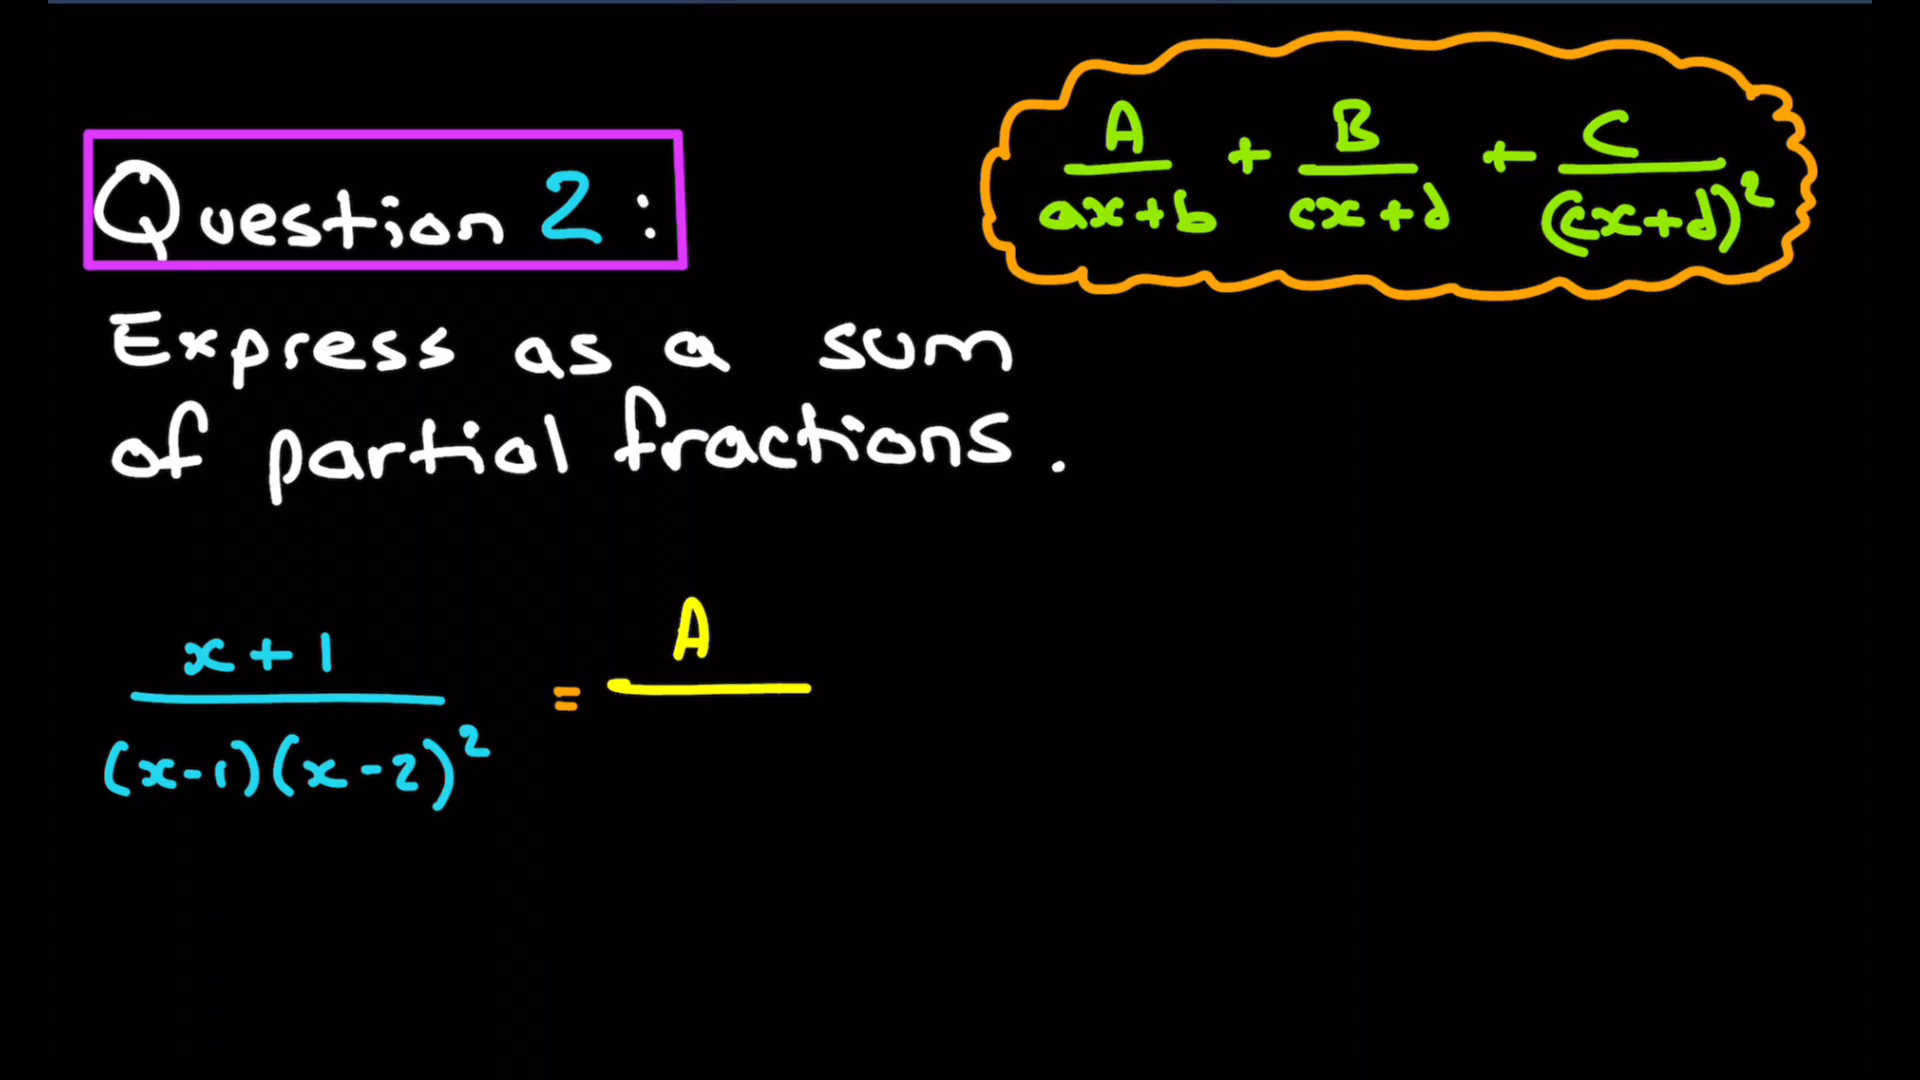 Question 2 :
A/(ax+b) + B/(cx+d) + C/(cx+d)²
Express as a sum
of partial fractions.
(x+1)/((x-1)(x-2)²) = A/